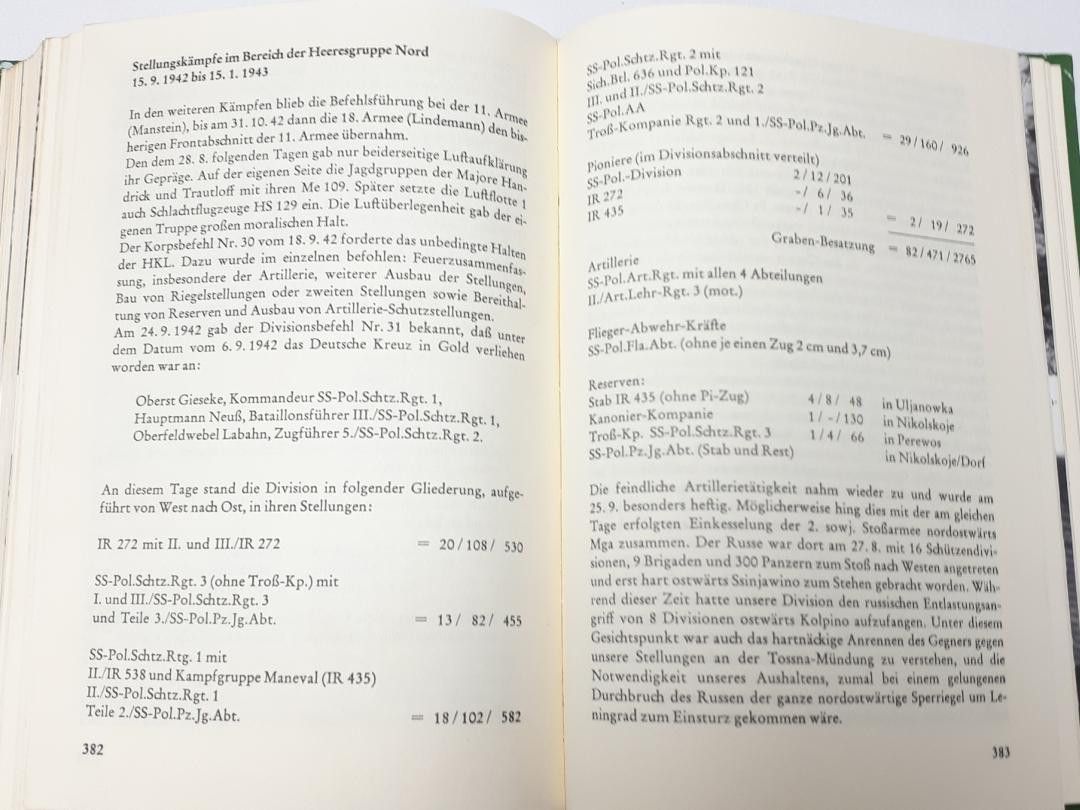 Stellungskämpfe im Bereich der Heeresgruppe Nord
15. 9. 1942 bis 15. 1. 1943
In den weiteren Kämpfen blieb die Befehlsführung bei der 11. Armee
(Manstein), bis am 31. 10. 42 dann die 18. Armee (Lindemann) den bis-
herigen Frontabschnitt der 11. Armee übernahm.
Den dem 28. 8. folgenden Tagen gab nur beiderseitige Luftaufklärung
ihr Gepräge. Auf der eigenen Seite die Jagdgruppen der Majore Han-
drick und Trautloff mit ihren Me 109. Später setzte die Luftflotte 1
auch Schlachtflugzeuge HS 129 ein. Die Luftüberlegenheit gab der ei-
genen Truppe großen moralischen Halt.
Der Korpsbefehl Nr. 30 vom 18. 9. 42 forderte das unbedingte Halten
der HKL. Dazu wurde im einzelnen befohlen: Feuerzusammenfas-
sung, insbesondere der Artillerie, weiterer Ausbau der Stellungen,
Bau von Riegelstellungen oder zweiten Stellungen sowie Bereithal-
tung von Reserven und Ausbau von Artillerie-Schutzstellungen.
Am 24. 9. 1942 gab der Divisionsbefehl Nr. 31 bekannt, daß unter
dem Datum vom 6. 9. 1942 das Deutsche Kreuz in Gold verliehen
worden war an:
Oberst Gieseke, Kommandeur SS-Pol.Schtz.Rgt. 1,
Hauptmann Neuß, Bataillonsführer III./SS-Pol.Schtz.Rgt. 1,
Oberfeldwebel Labahn, Zugführer 5./SS-Pol.Schtz.Rgt. 2.
An diesem Tage stand die Division in folgender Gliederung, aufge-
führt von West nach Ost, in ihren Stellungen:
IR 272 mit II. und III./IR 272 = 20 / 108 / 530
SS-Pol.Schtz.Rgt. 3 (ohne Troß-Kp.) mit
I. und III./SS-Pol.Schtz.Rgt. 3
und Teile 3./SS-Pol.Pz.Jg.Abt. = 13 / 82 / 455
SS-Pol.Schtz.Rtg. 1 mit
II./IR 538 und Kampfgruppe Maneval (IR 435)
II./SS-Pol.Schtz.Rgt. 1
Teile 2./SS-Pol.Pz.Jg.Abt. = 18 / 102 / 582
382
SS-Pol.Schtz.Rgt. 2 mit
Sich.Btl. 636 und Pol.Kp. 121
III. und II./SS-Pol.Schtz.Rgt. 2
SS-Pol.AA
Troß-Kompanie Rgt. 2 und 1./SS-Pol.Pz.Jg.Abt. = 29 / 160 / 926
Pioniere (im Divisionsabschnitt verteilt)
SS-Pol.-Division 2 / 12 / 201
IR 272 -/ 6 / 36
IR 435 -/ 1 / 35 = 2 / 19 / 272
Graben-Besatzung = 82 / 471 / 2765
Artillerie
SS-Pol.Art.Rgt. mit allen 4 Abteilungen
II./Art.Lehr-Rgt. 3 (mot.)
Flieger-Abwehr-Kräfte
SS-Pol.Fla.Abt. (ohne je einen Zug 2 cm und 3,7 cm)
Reserven:
Stab IR 435 (ohne Pi-Zug) 4 / 8 / 48 in Uljanowka
Kanonier-Kompanie 1 / - / 130 in Nikolskoje
Troß-Kp. SS-Pol.Schtz.Rgt. 3 1 / 4 / 66 in Perewos
SS-Pol.Pz.Jg.Abt. (Stab und Rest) in Nikolskoje/Dorf
Die feindliche Artillerietätigkeit nahm wieder zu und wurde am
25. 9. besonders heftig. Möglicherweise hing dies mit der am gleichen
Tage erfolgten Einkesselung der 2. sowj. Stoßarmee nordostwärts
Mga zusammen. Der Russe war dort am 27. 8. mit 16 Schützendivi-
sionen, 9 Brigaden und 300 Panzern zum Stoß nach Westen angetreten
und erst hart ostwärts Ssinjawino zum Stehen gebracht worden. Wäh-
rend dieser Zeit hatte unsere Division den russischen Entlastungsan-
griff von 8 Divisionen ostwärts Kolpino aufzufangen. Unter diesem
Gesichtspunkt war auch das hartnäckige Anrennen des Gegners gegen
unsere Stellungen an der Tossna-Mündung zu verstehen, und die
Notwendigkeit unseres Aushaltens, zumal bei einem gelungenen
Durchbruch des Russen der ganze nordostwärtige Sperriegel um Le-
ningrad zum Einsturz gekommen wäre.
383